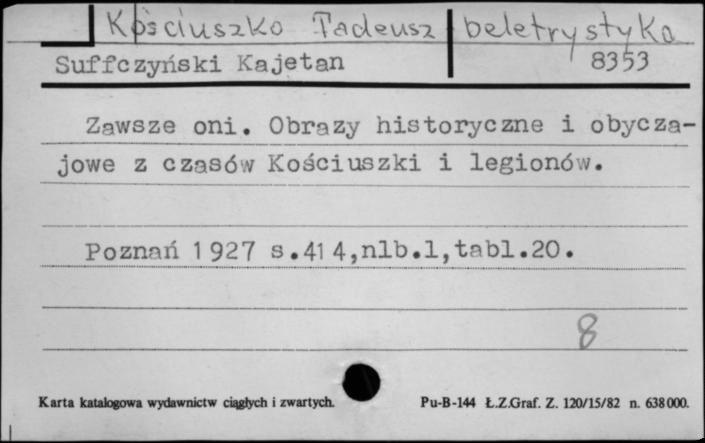 Kościuszko Tadeusz beletrystyka
Suffczyński Kajetan 8353
Zawsze oni. Obrazy historyczne i obycza-
jowe z czasów Kościuszki i legionów.
Poznań 1927 s.414,nlb.1,tabl.20.
8
Karta katalogowa wydawnictw ciągłych i zwartych. Pu-B-144 Ł.Z.Graf. Z. 120/15/82 n. 638000.